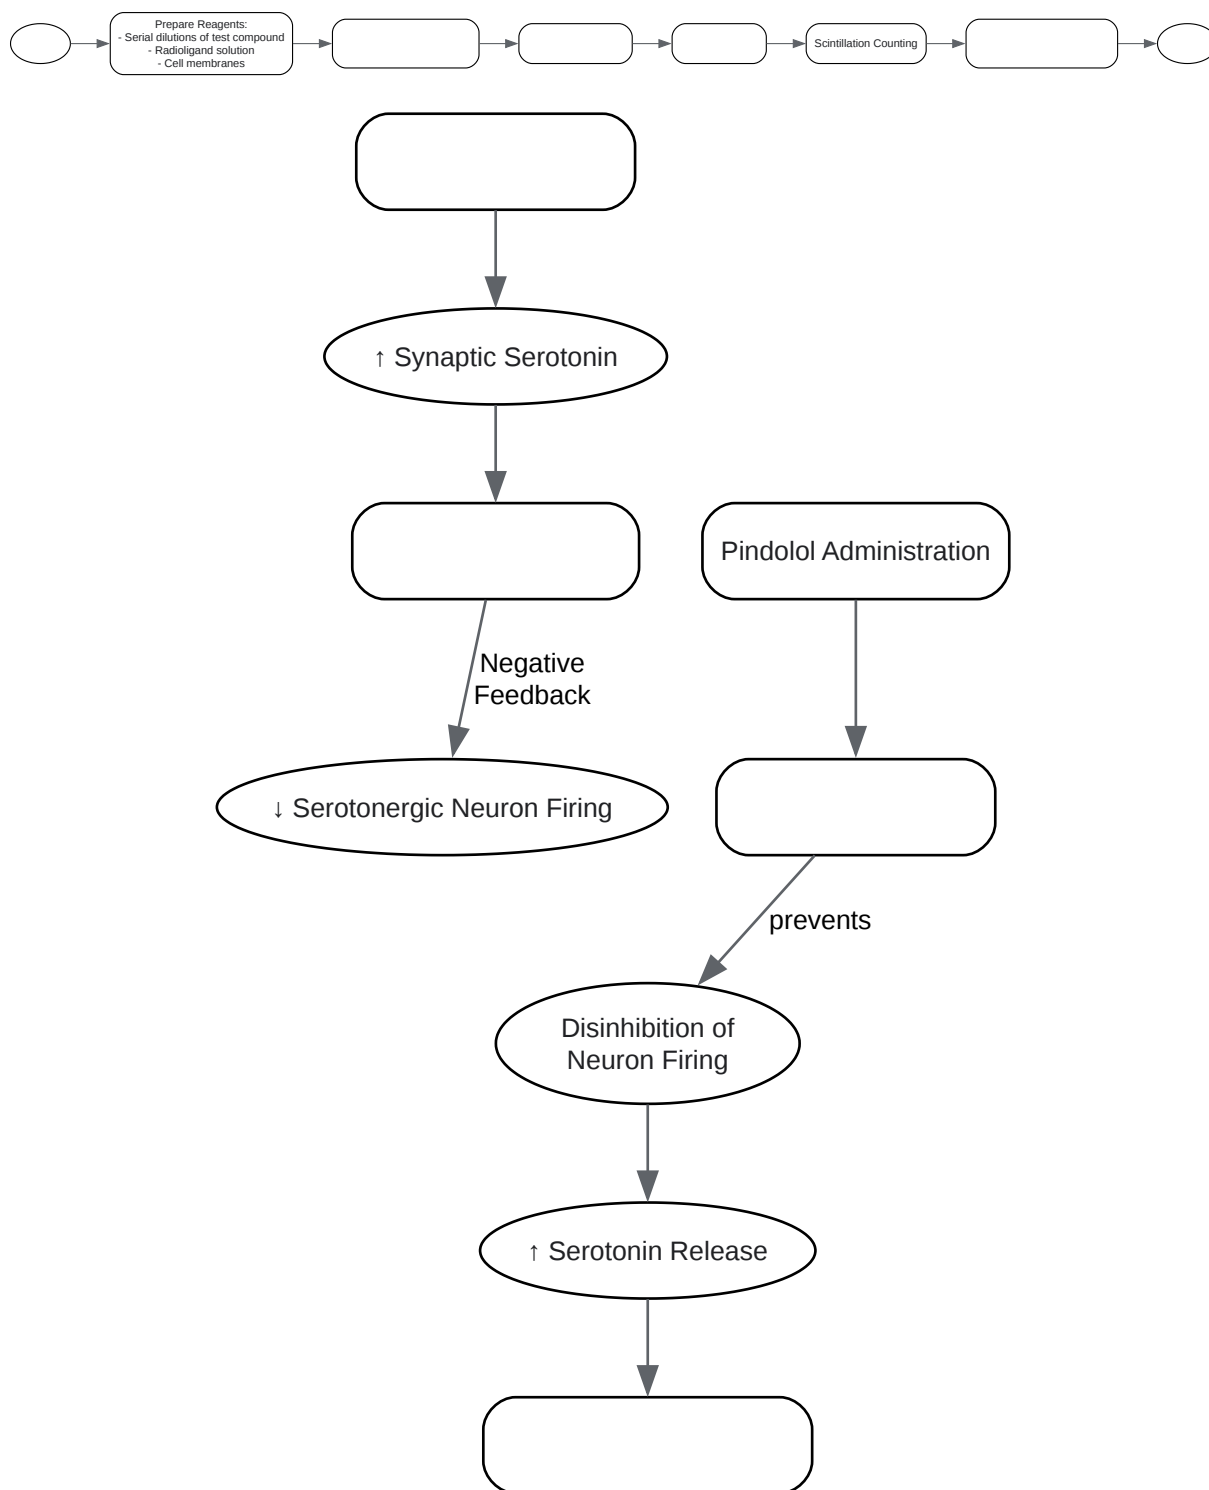 Prepare Reagents:
- Serial dilutions of test compound
- Radioligand solution
- Cell membranes
Scintillation Counting
↑ Synaptic Serotonin
Pindolol Administration
Negative
Feedback
↓ Serotonergic Neuron Firing
prevents
Disinhibition of
Neuron Firing
↑ Serotonin Release